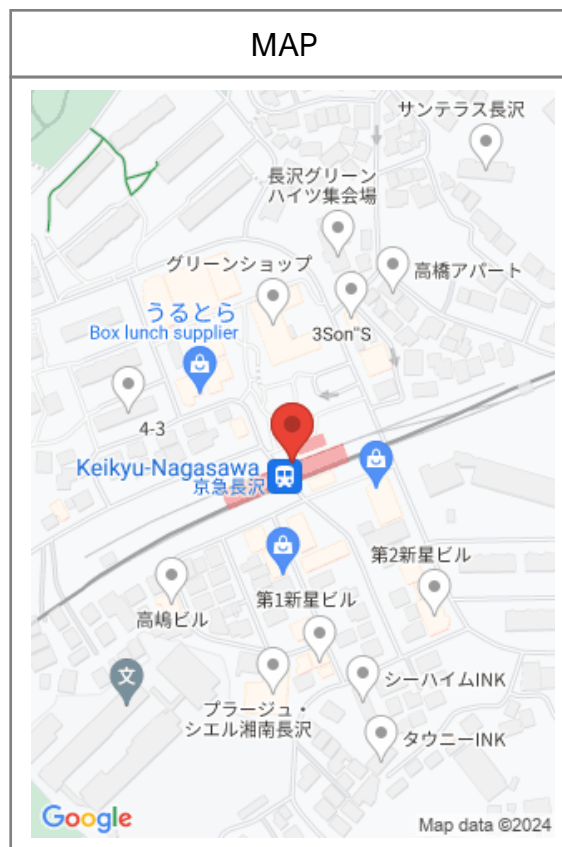 MAP
サンテラス長沢
長沢グリーン
ハイツ集会場
グリーンショップ
高橋アパート
うるとら
Box lunch supplier
3Son"S
4-3
Keikyu-Nagasawa
京急長沢
第2新星ビル
第1新星ビル
高嶋ビル
文
シーハイムINK
プラージュ・
シエル湘南長沢
タウニーINK
Google
Map data ©2024